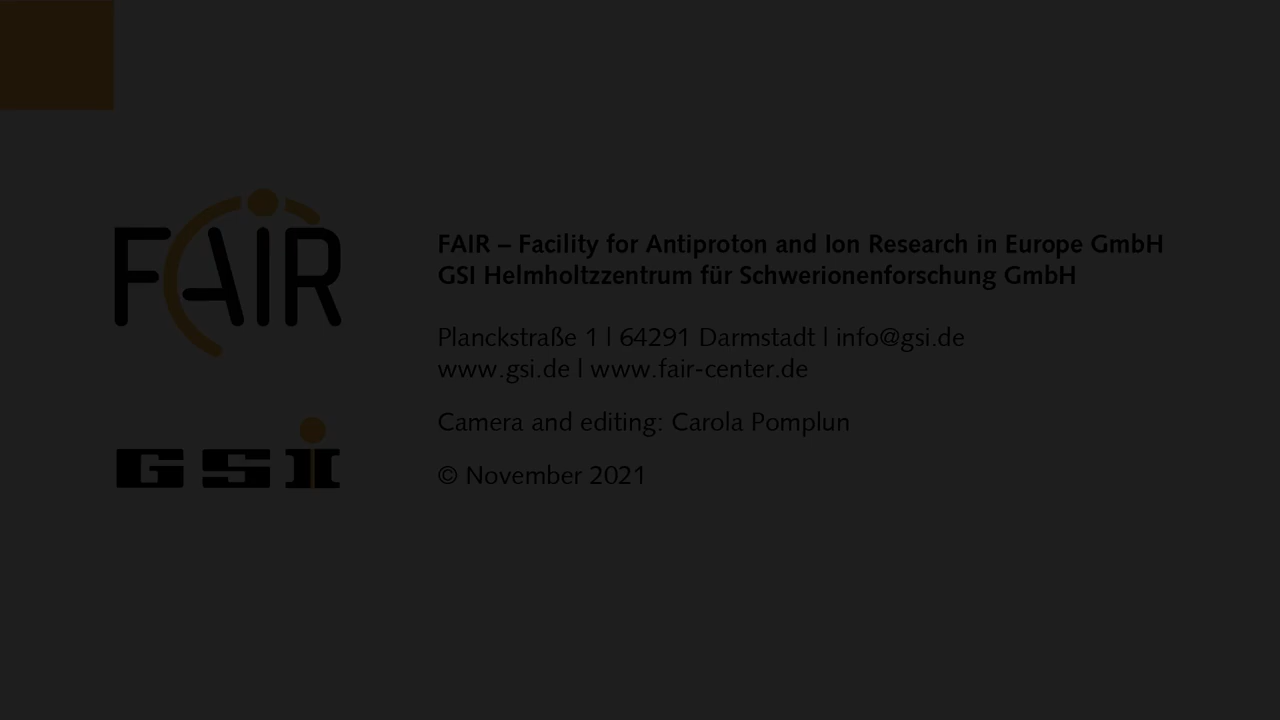 FAIR
FAIR – Facility for Antiproton and Ion Research in Europe GmbH
GSI Helmholtzzentrum für Schwerionenforschung GmbH
Planckstraße 1 | 64291 Darmstadt | info@gsi.de
www.gsi.de | www.fair-center.de
Camera and editing: Carola Pomplun
GSI
© November 2021